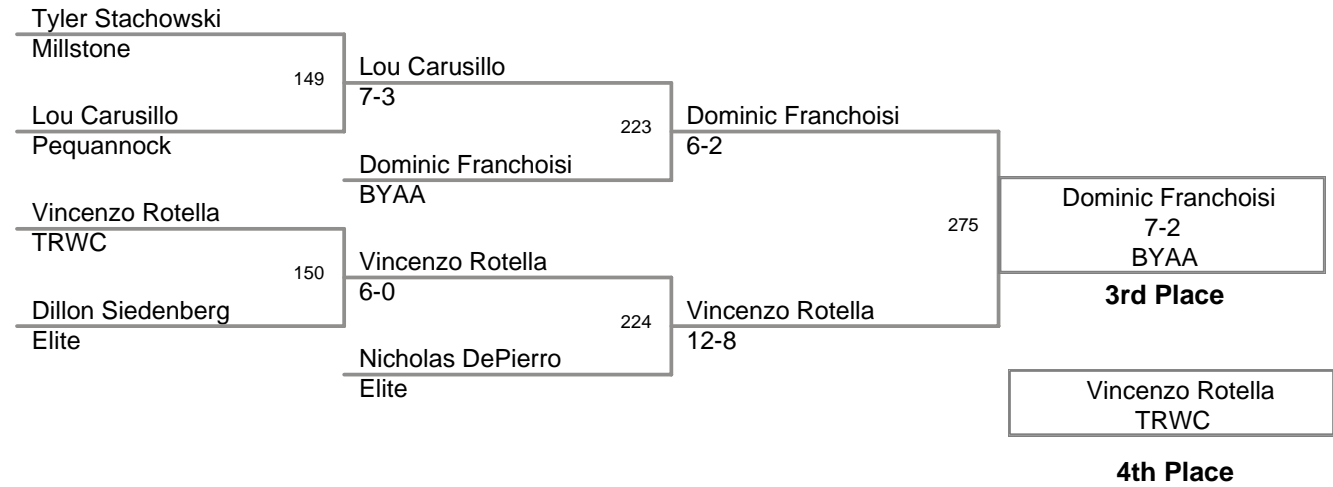 Tyler Stachowski
Millstone
149
Lou Carusillo
7-3
Lou Carusillo
Pequannock
223
Dominic Franchoisi
6-2
Dominic Franchoisi
BYAA
Vincenzo Rotella
TRWC
275
Dominic Franchoisi
7-2
BYAA
3rd Place
150
Vincenzo Rotella
6-0
Dillon Siedenberg
Elite
224
Vincenzo Rotella
12-8
Nicholas DePierro
Elite
Vincenzo Rotella
TRWC
4th Place